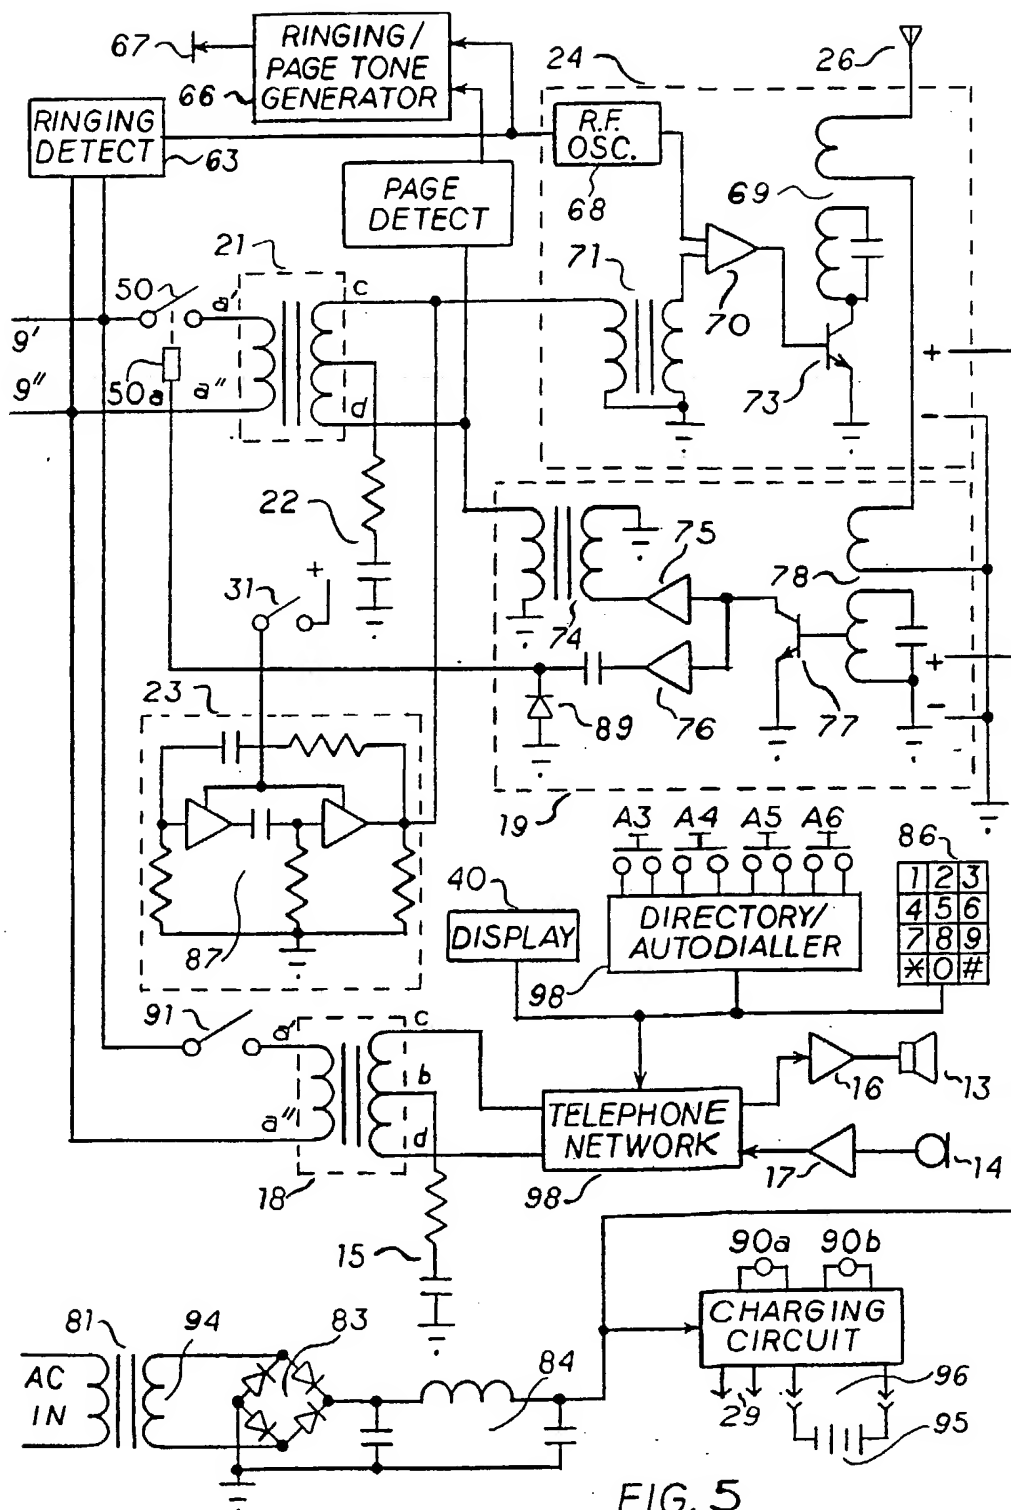 67
RINGING/
PAGE TONE
GENERATOR
66
24
26
RINGING
DETECT
63
R.F.
OSC.
68
69
PAGE
DETECT
21
71
70
50
a'
c
9'
50a
9"
a"
d
73
+
-
22
75
78
31
+
74
76
77
89
+
-
23
19
A3 A4 A5 A6
86
1 2 3
4 5 6
7 8 9
* 0 #
40
DISPLAY
DIRECTORY/
AUTODIALLER
98
87
91
a'
c
b
a"
d
18
TELEPHONE
NETWORK
98
16
13
17
14
15
90a 90b
CHARGING
CIRCUIT
29
96
95
81
94
83
84
AC
IN
FIG. 5